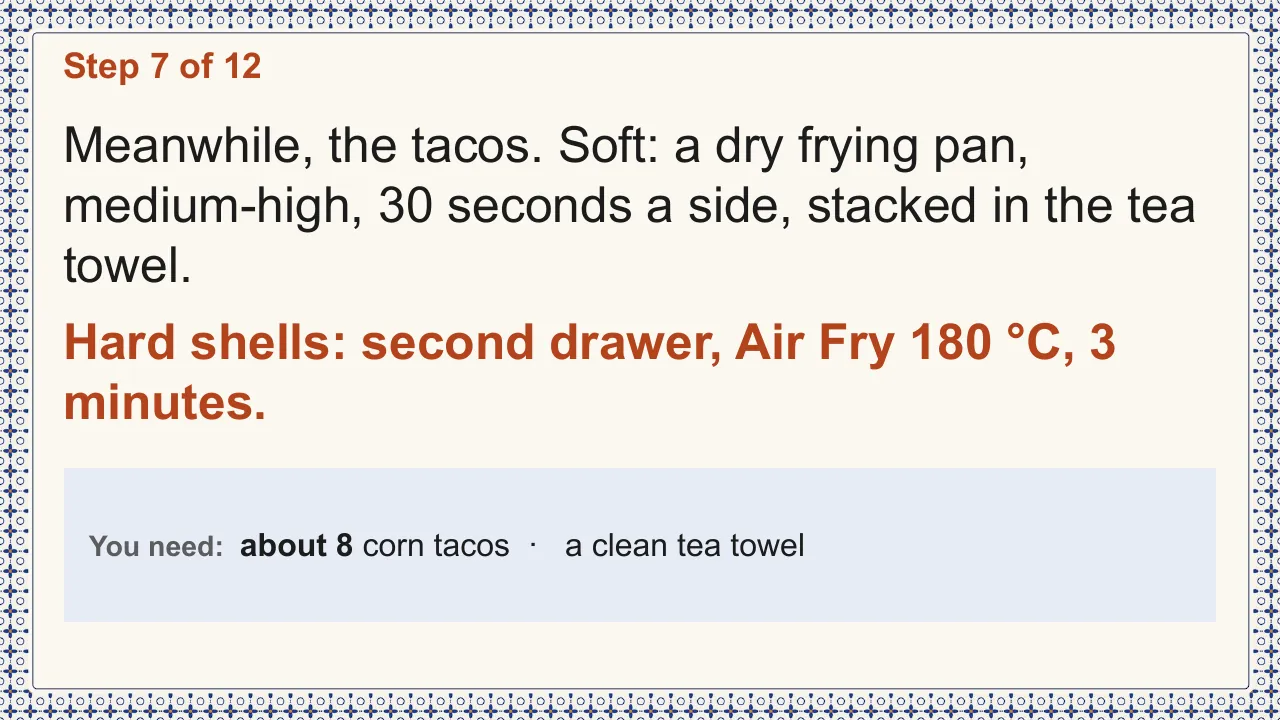 Step 7 of 12
Meanwhile, the tacos. Soft: a dry frying pan,
medium-high, 30 seconds a side, stacked in the tea
towel.
Hard shells: second drawer, Air Fry 180 °C, 3
minutes.
You need: about 8 corn tacos · a clean tea towel